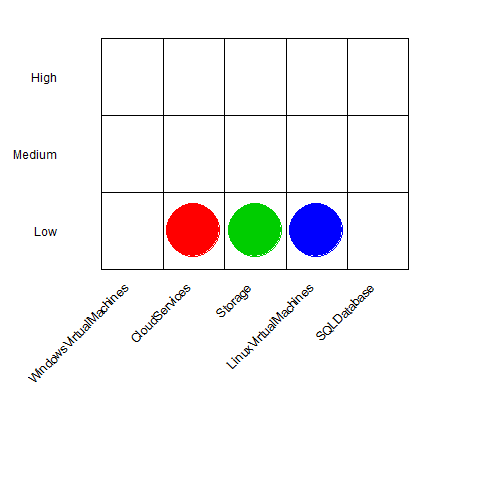 High
Medium
Low
WindowsVirtualMachines
CloudServices
Storage
LinuxVirtualMachines
SQLDatabase